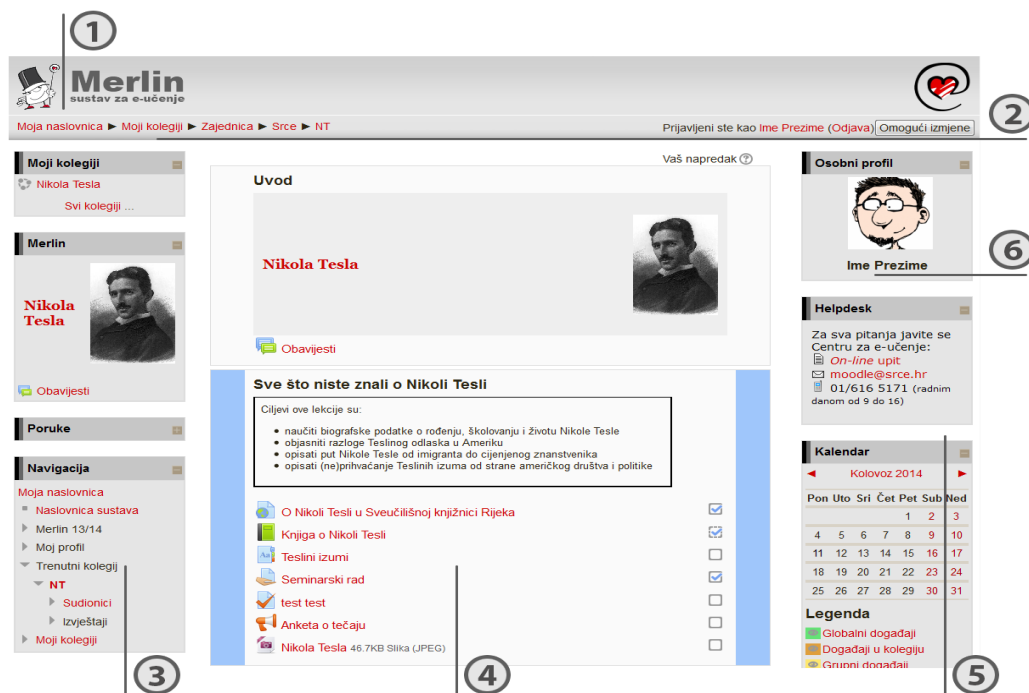 1
Merlin
sustav za e-učenje
2
Moja naslovnica ► Moji kolegiji ► Zajednica ► Srce ► NT
Prijavljeni ste kao Ime Prezime (Odjava) Omogući izmjene
Moji kolegiji
Nikola Tesla
Svi kolegiji ...
Merlin
Nikola
Tesla
Obavijesti
Poruke
Navigacija
Moja naslovnica
Naslovnica sustava
Merlin 13/14
Moj profil
Trenutni kolegij
NT
Sudionici
Izvještaji
Moji kolegiji
3
Vaš napredak ?
Uvod
Nikola Tesla
Obavijesti
Sve što niste znali o Nikoli Tesli
Ciljevi ove lekcije su:
• naučiti biografske podatke o rođenju, školovanju i životu Nikole Tesle
• objasniti razloge Teslinog odlaska u Ameriku
• opisati put Nikole Tesle od imigranta do cijenjenog znanstvenika
• opisati (ne)prihvaćanje Teslinih izuma od strane američkog društva i politike
O Nikoli Tesli u Sveučilišnoj knjižnici Rijeka
Knjiga o Nikoli Tesli
Teslini izumi
Seminarski rad
test test
Anketa o tečaju
Nikola Tesla 46.7KB Slika (JPEG)
4
Osobni profil
Ime Prezime
6
Helpdesk
Za sva pitanja javite se
Centru za e-učenje:
On-line upit
moodle@srce.hr
01/616 5171 (radnim
danom od 9 do 16)
Kalendar
◄ Kolovoz 2014 ►
Pon Uto Sri Čet Pet Sub Ned
1 2 3
4 5 6 7 8 9 10
11 12 13 14 15 16 17
18 19 20 21 22 23 24
25 26 27 28 29 30 31
Legenda
Globalni događaji
Događaji u kolegiju
Grupni događaji
5